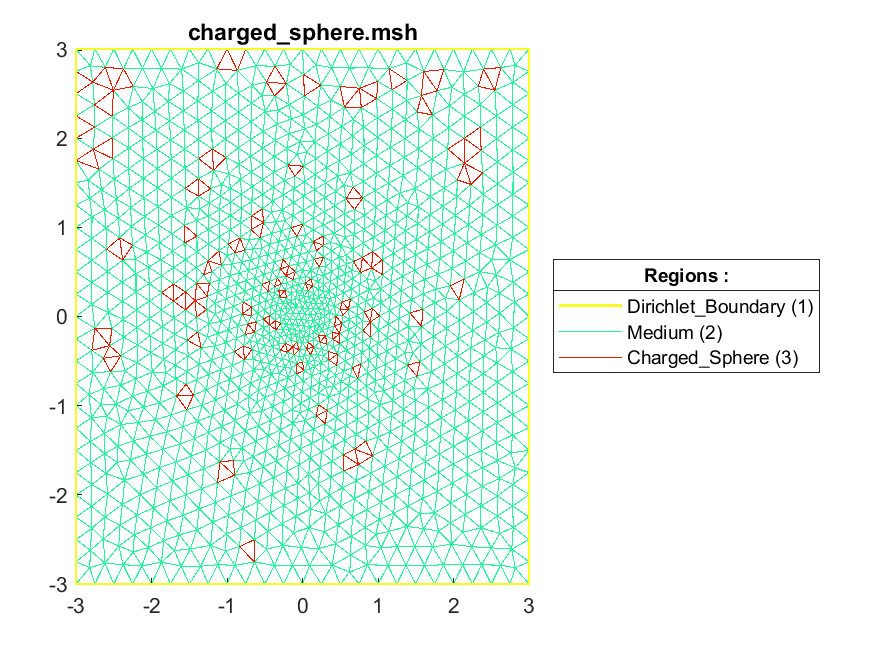 charged_sphere.msh
3
2
1
0
-1
-2
-3
-3
-2
-1
0
1
2
3
Regions :
Dirichlet_Boundary (1)
Medium (2)
Charged_Sphere (3)